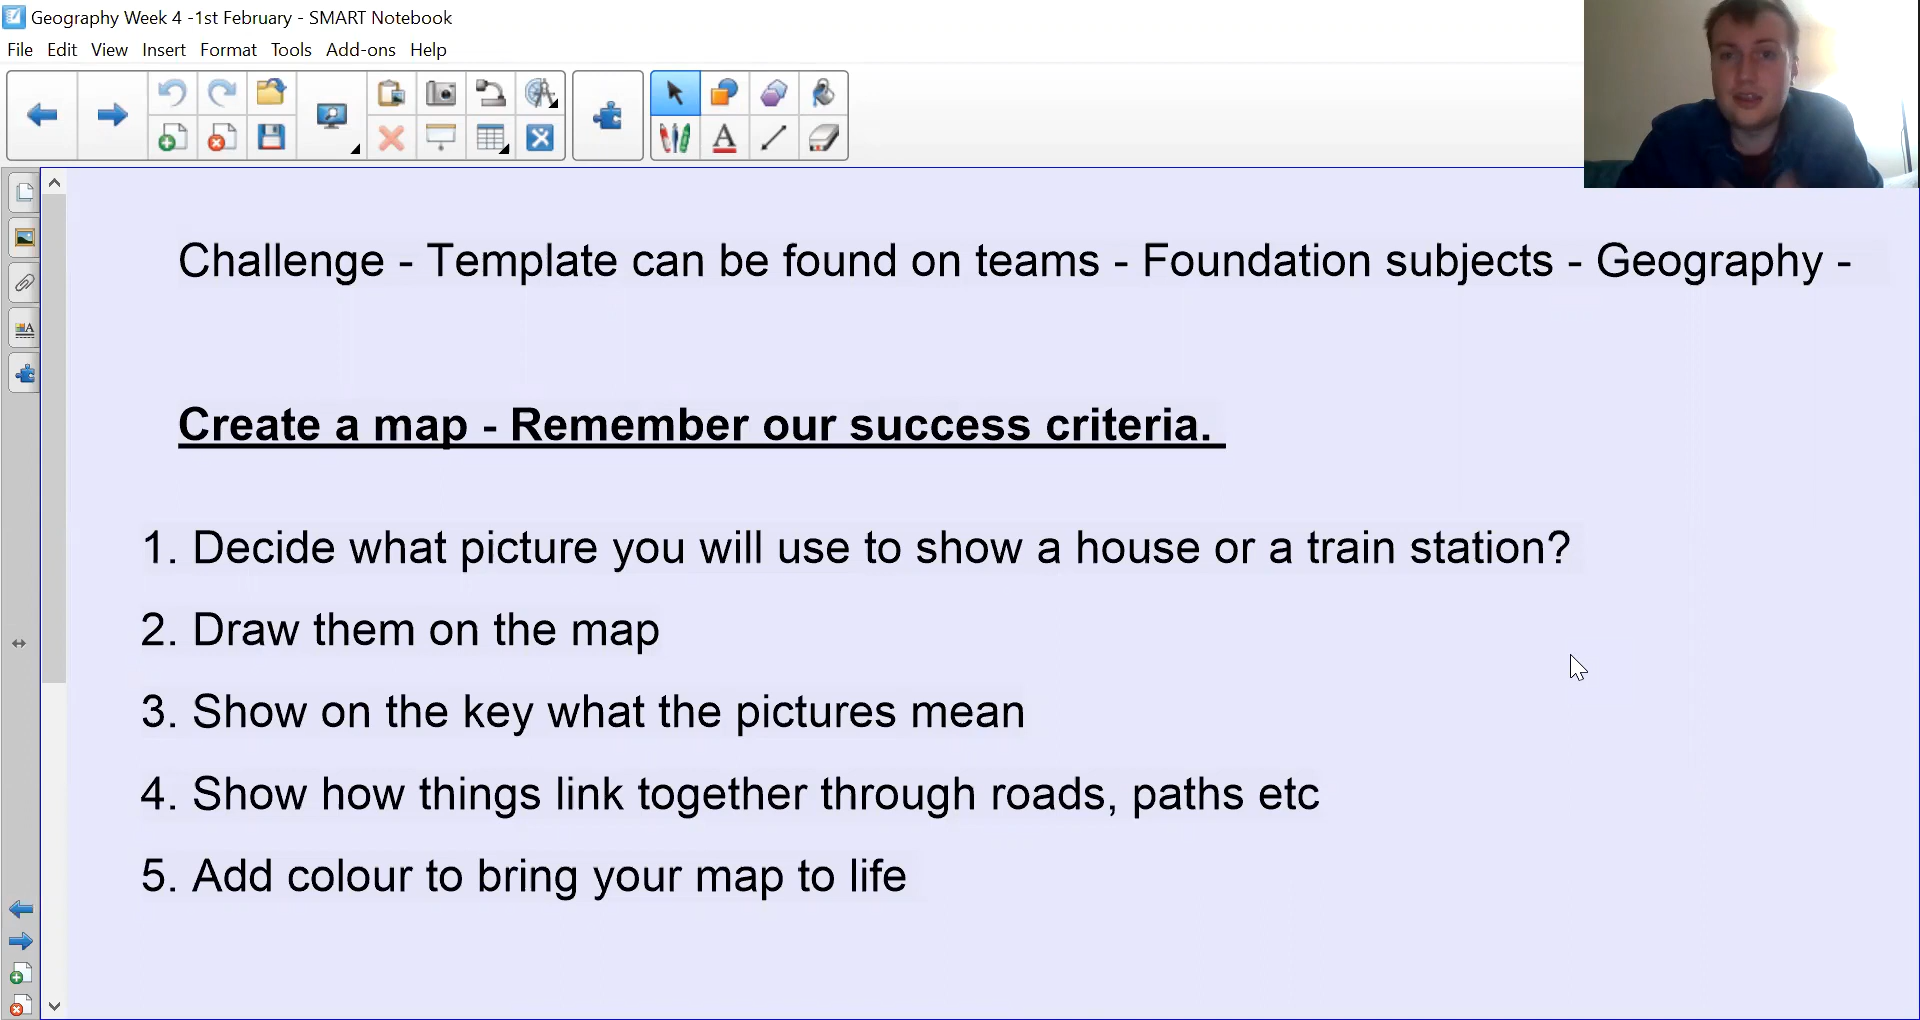 Geography Week 4 -1st February - SMART Notebook
File Edit View Insert Format Tools Add-ons Help
Challenge - Template can be found on teams - Foundation subjects - Geography -
Create a map - Remember our success criteria.
1. Decide what picture you will use to show a house or a train station?
2. Draw them on the map
3. Show on the key what the pictures mean
4. Show how things link together through roads, paths etc
5. Add colour to bring your map to life